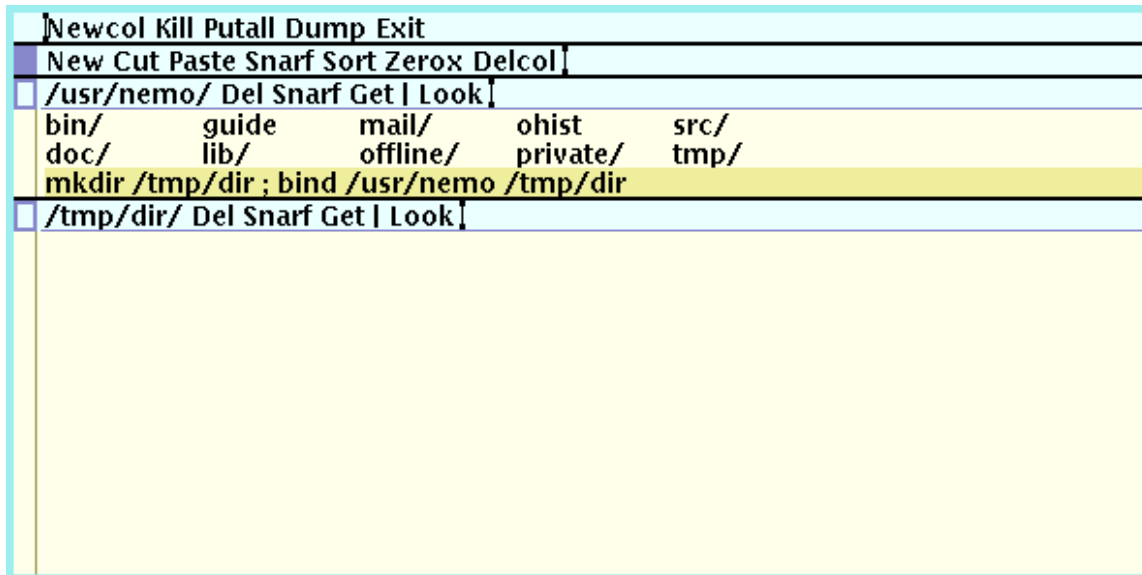 Newcol Kill Putall Dump Exit
New Cut Paste Snarf Sort Zerox Delcol
/usr/nemo/ Del Snarf Get | Look
bin/ guide mail/ ohist src/
doc/ lib/ offline/ private/ tmp/
mkdir /tmp/dir ; bind /usr/nemo /tmp/dir
/tmp/dir/ Del Snarf Get | Look